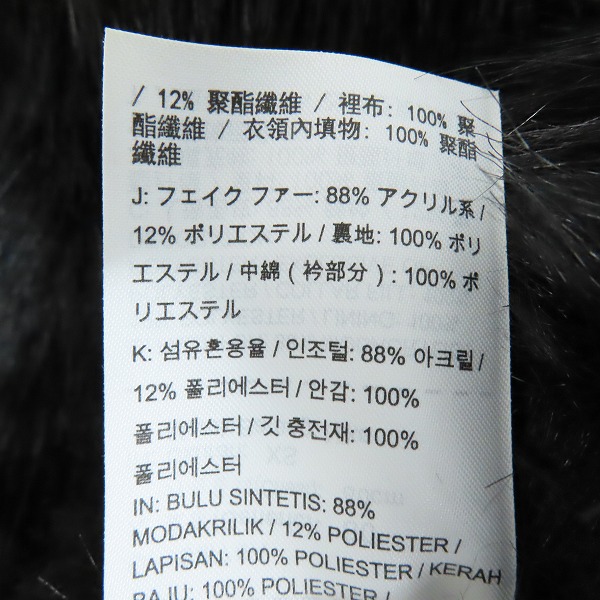 / 12% 聚酯纖維 / 裡布: 100% 聚
酯纖維 / 衣領內填物: 100% 聚酯
纖維
J: フェイクファー: 88% アクリル系 /
12% ポリエステル / 裏地: 100% ポリ
エステル / 中綿 ( 衿部分 ) : 100% ポ
リエステル
K: 섬유혼용율 / 인조털: 88% 아크릴 /
12% 폴리에스터 / 안감: 100%
폴리에스터 / 깃 충전재: 100%
폴리에스터
IN: BULU SINTETIS: 88%
MODAKRILIK / 12% POLIESTER /
LAPISAN: 100% POLIESTER / KERAH
BAJU: 100% POLIESTER /